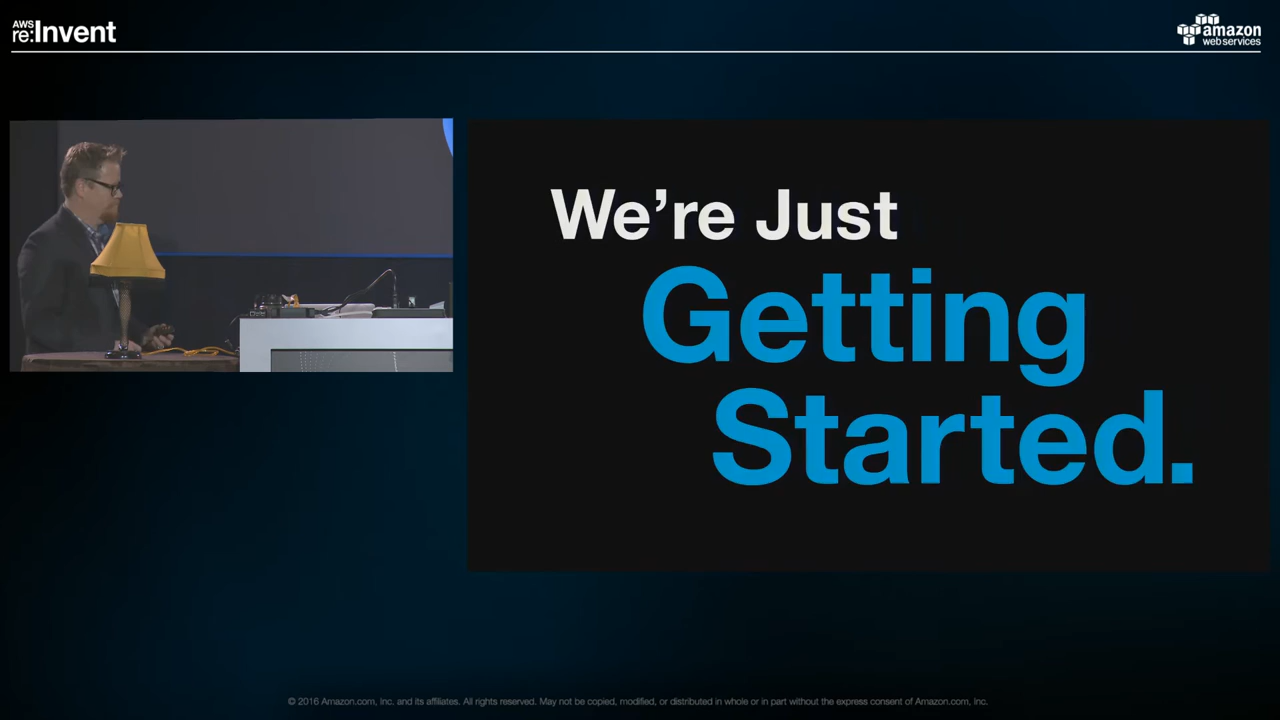 AWS
re:Invent
amazon
webservices
We're Just
Getting
Started.
© 2016 Amazon.com, Inc. and its affiliates. All rights reserved. May not be copied, modified, or distributed in whole or in part without the express consent of Amazon.com, Inc.